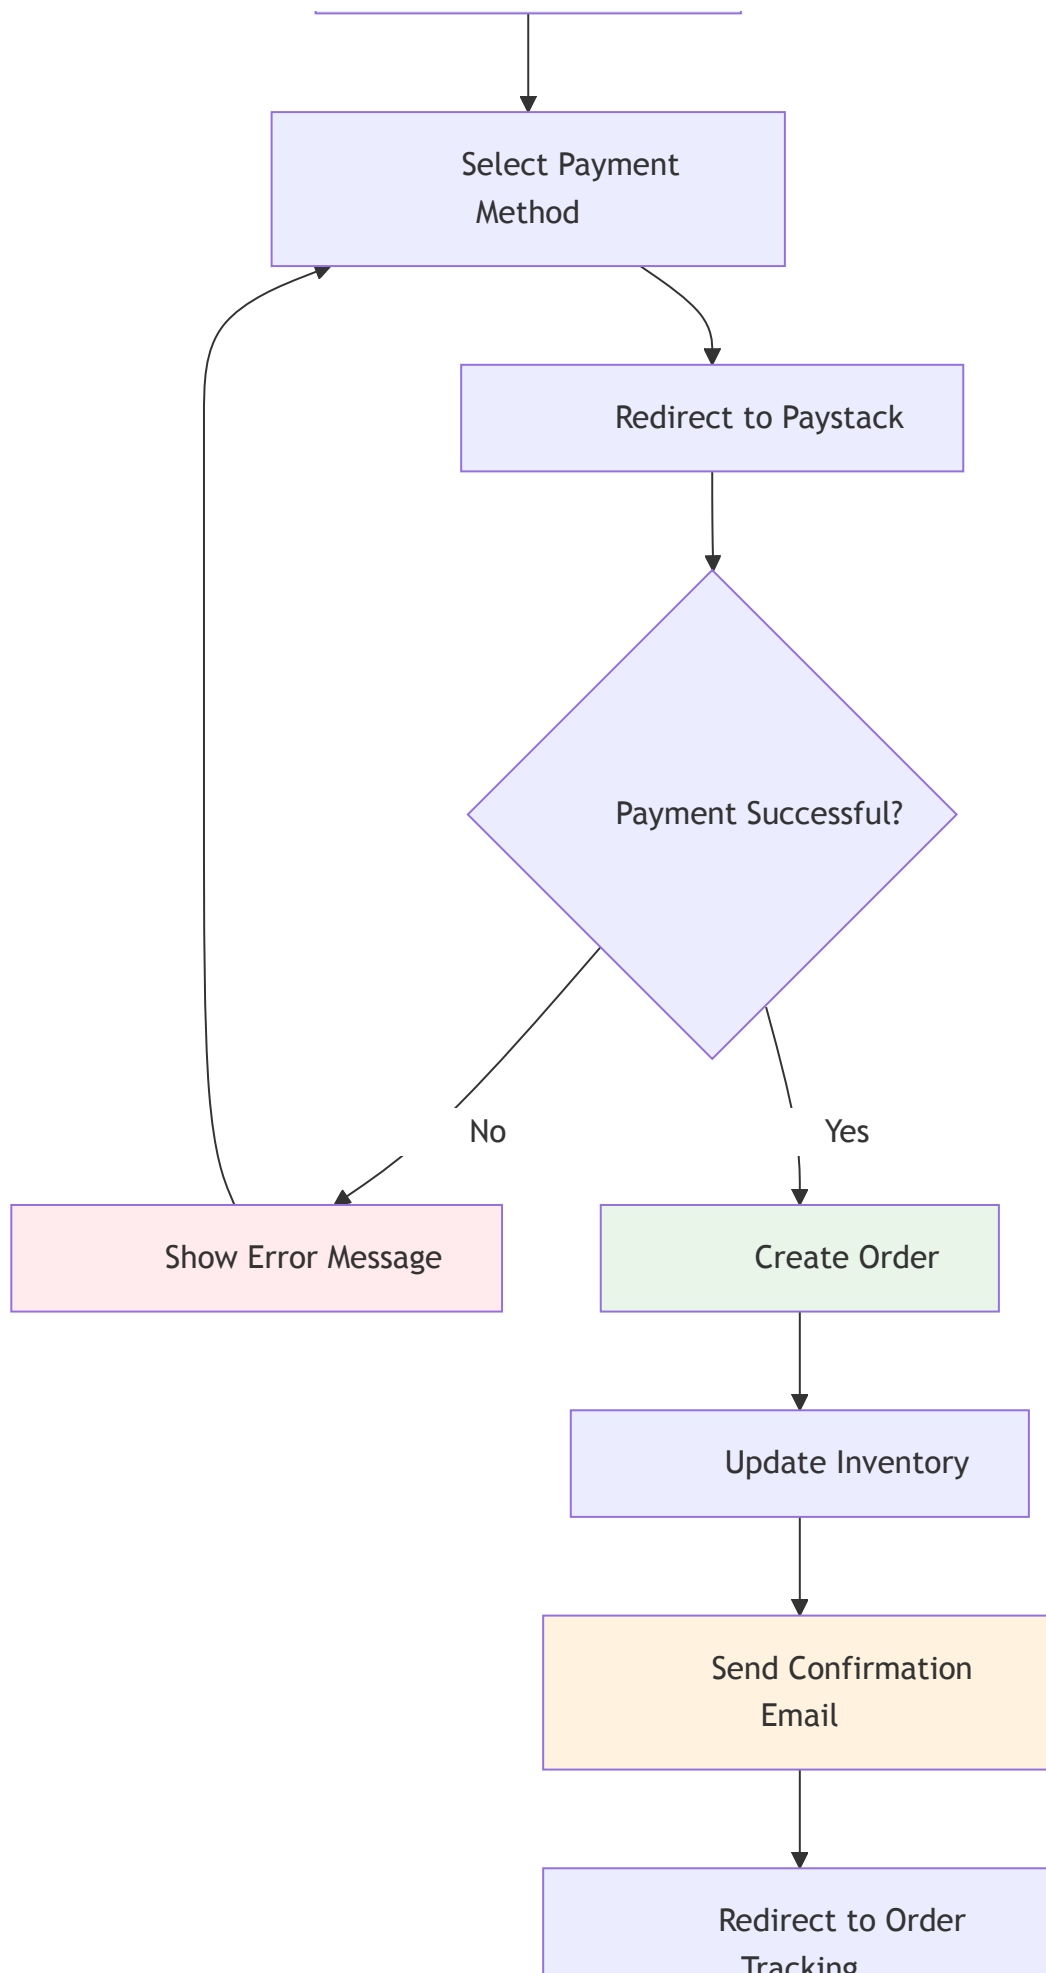 Select Payment
Method
Redirect to Paystack
Payment Successful?
No
Yes
Show Error Message
Create Order
Update Inventory
Send Confirmation
Email
Redirect to Order
Tracking